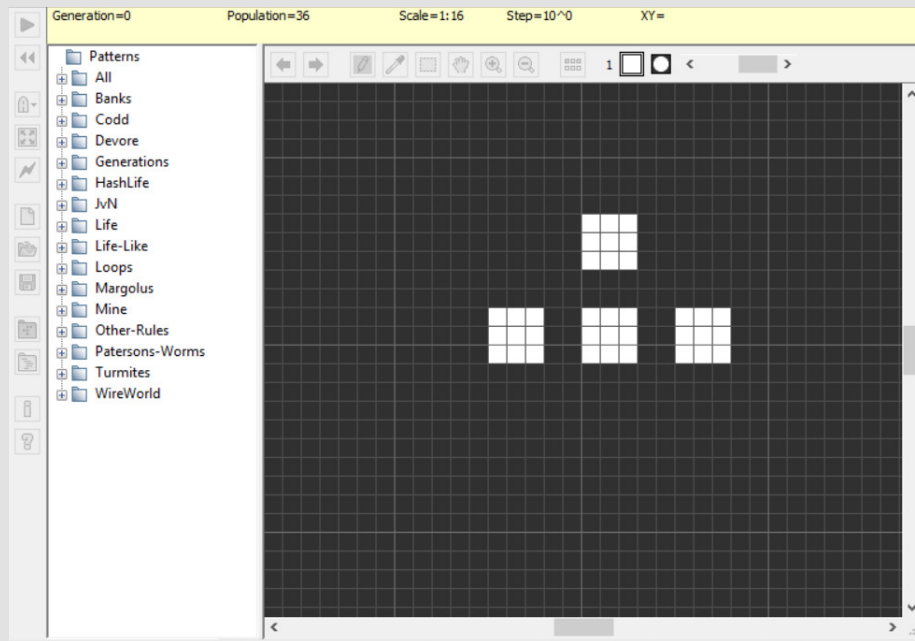 Generation=0 Population=36 Scale=1:16 Step=10^0 XY=
Patterns
All
Banks
Codd
Devore
Generations
HashLife
JvN
Life
Life-Like
Loops
Margolus
Mine
Other-Rules
Patersons-Worms
Turmites
WireWorld
1